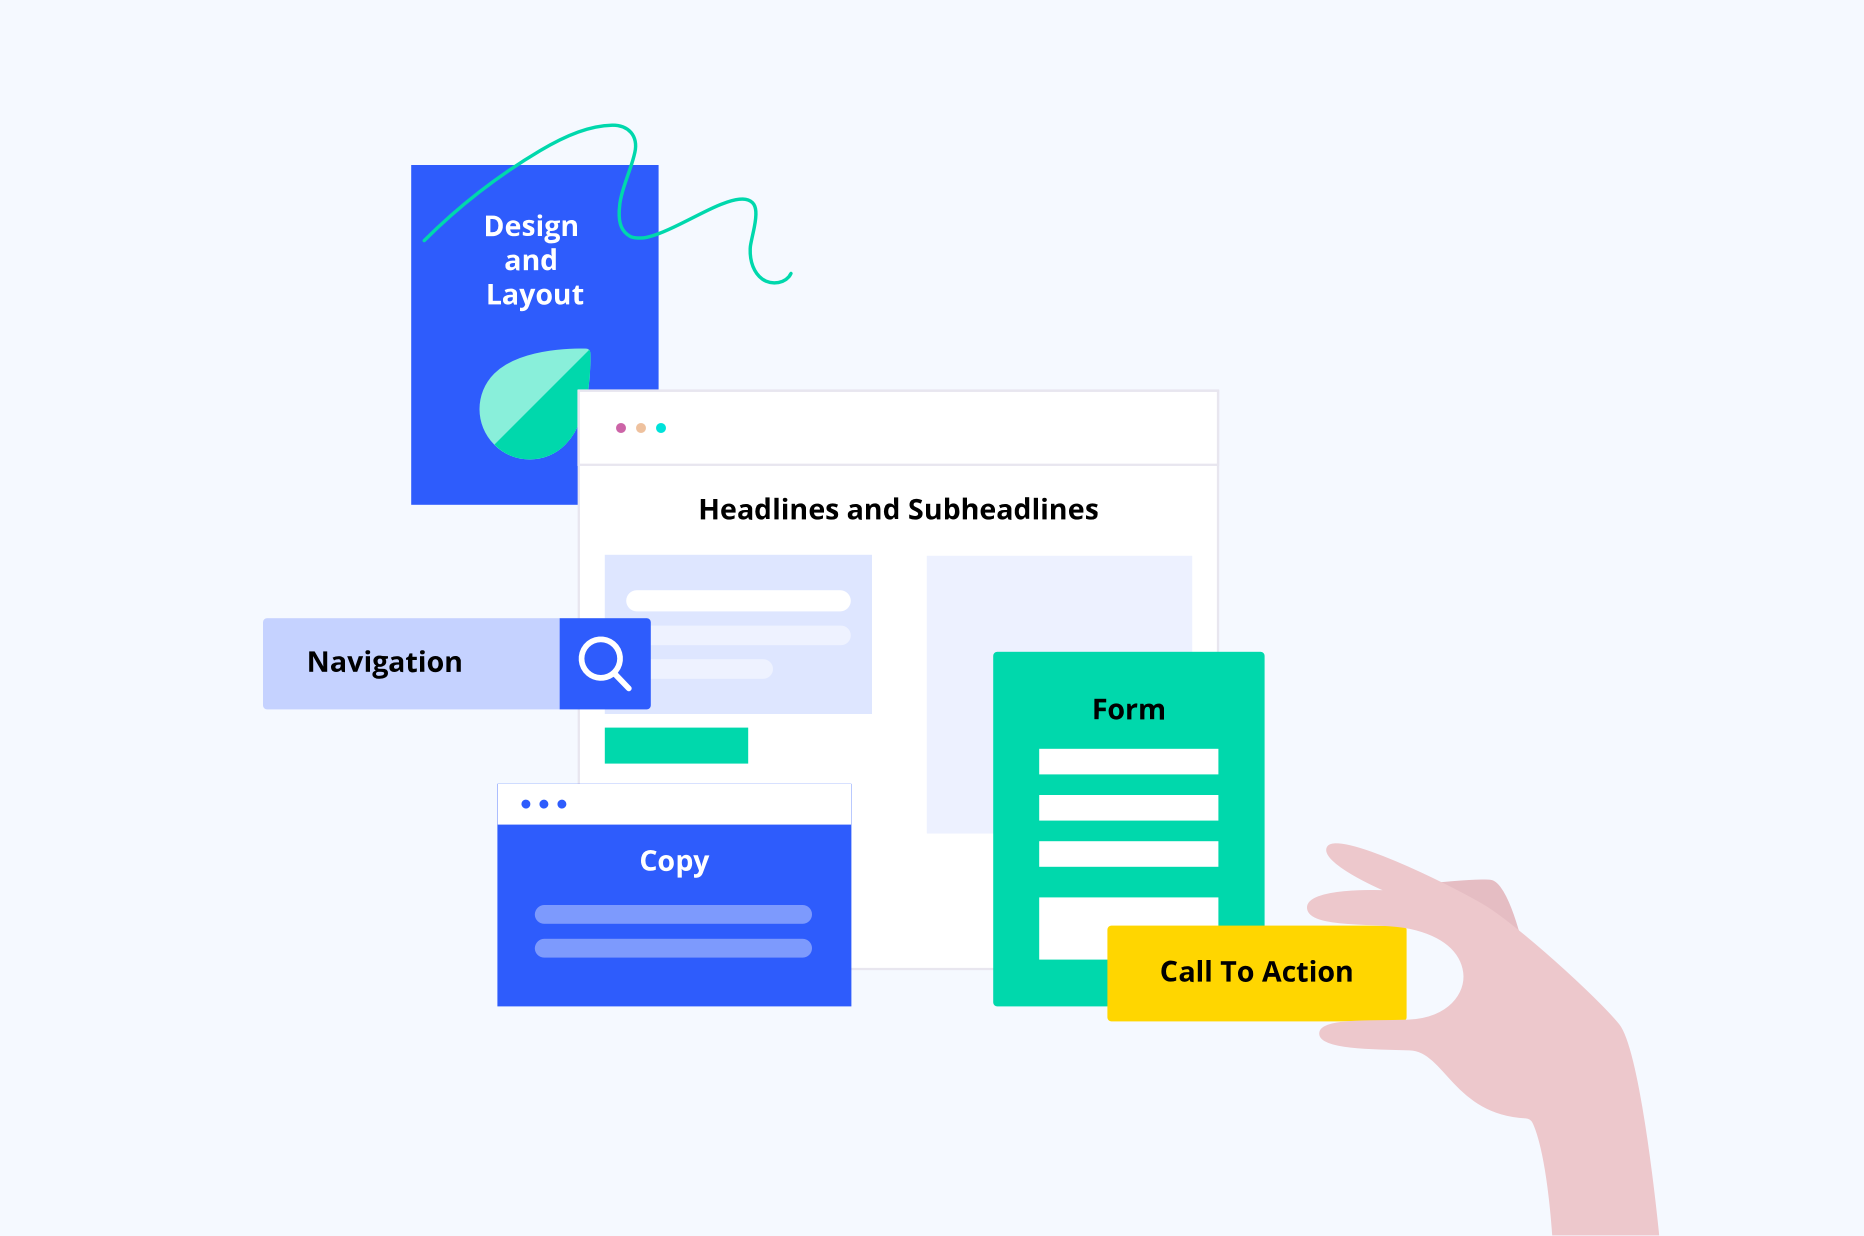 Design
and
Layout
Headlines and Subheadlines
Navigation
Form
Copy
Call To Action